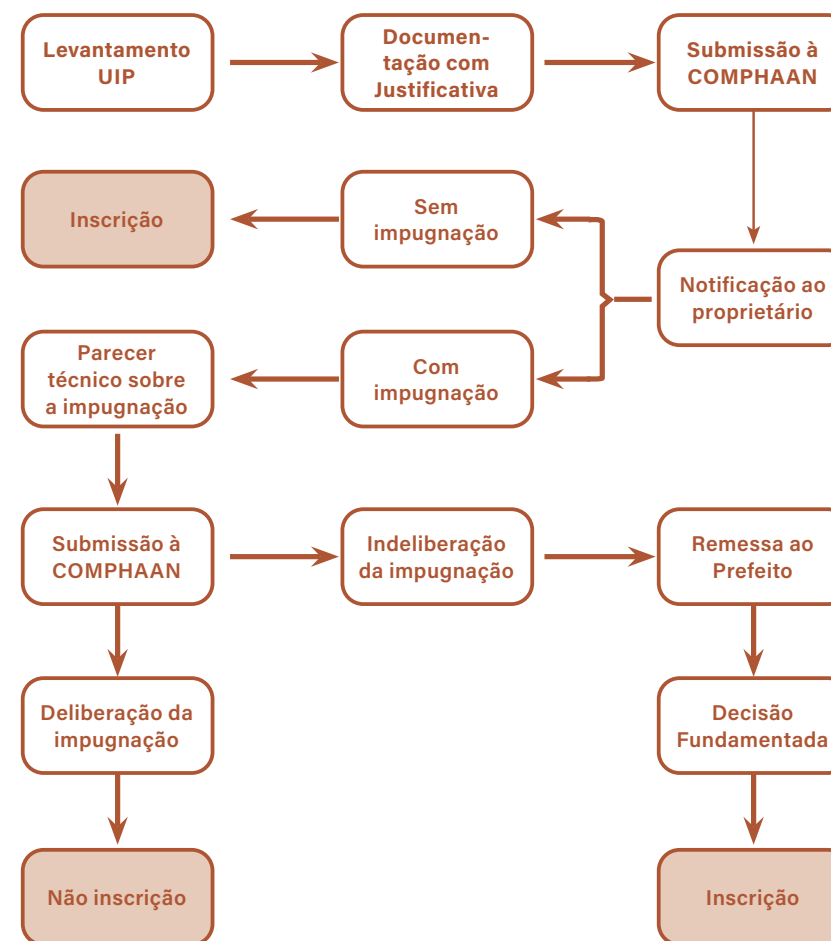 Levantamento
UIP
Documen-
tação com
Justificativa
Submissão à
COMPHAAN
Inscrição
Sem
impugnação
Notificação ao
proprietário
Parecer
técnico sobre
a impugnação
Com
impugnação
Submissão à
COMPHAAN
Indeliberação
da impugnação
Remessa ao
Prefeito
Deliberação da
impugnação
Decisão
Fundamentada
Não inscrição
Inscrição